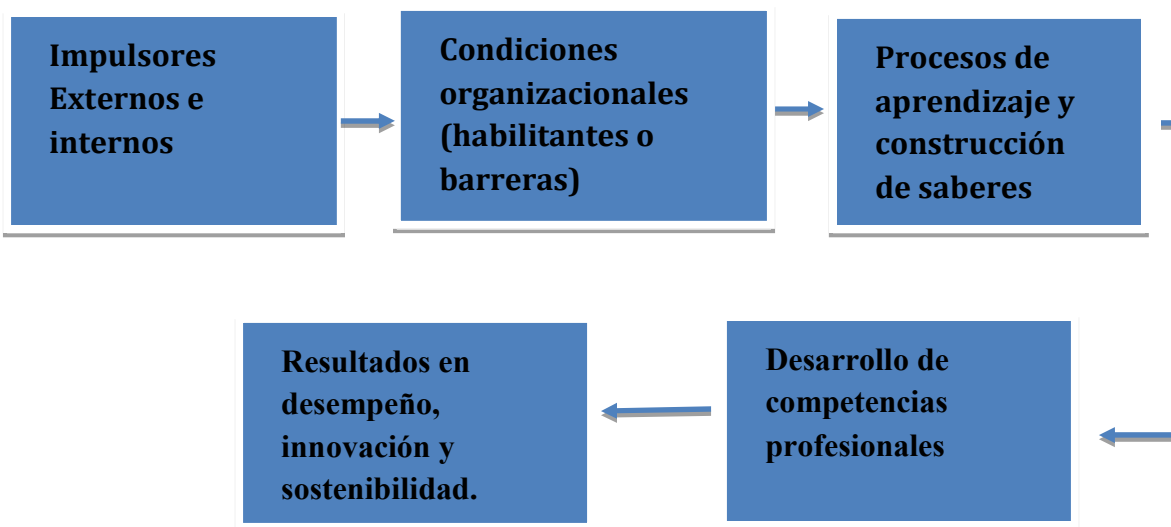 Impulsores
Externos e
internos
Condiciones
organizacionales
(habilitantes o
barreras)
Procesos de
aprendizaje y
construcción
de saberes
Desarrollo de
competencias
profesionales
Resultados en
desempeño,
innovación y
sostenibilidad.